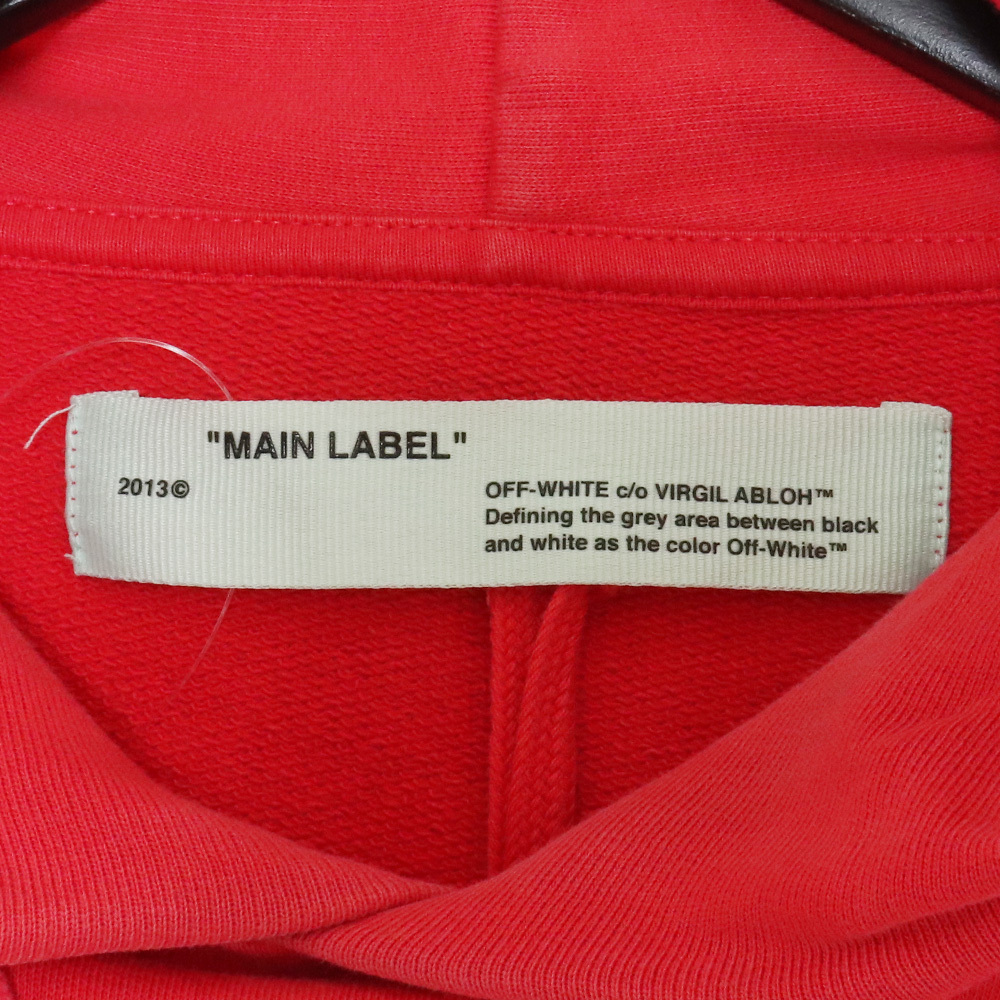 "MAIN LABEL"
2013©
OFF-WHITE c/o VIRGIL ABLOH™
Defining the grey area between black
and white as the color Off-White™